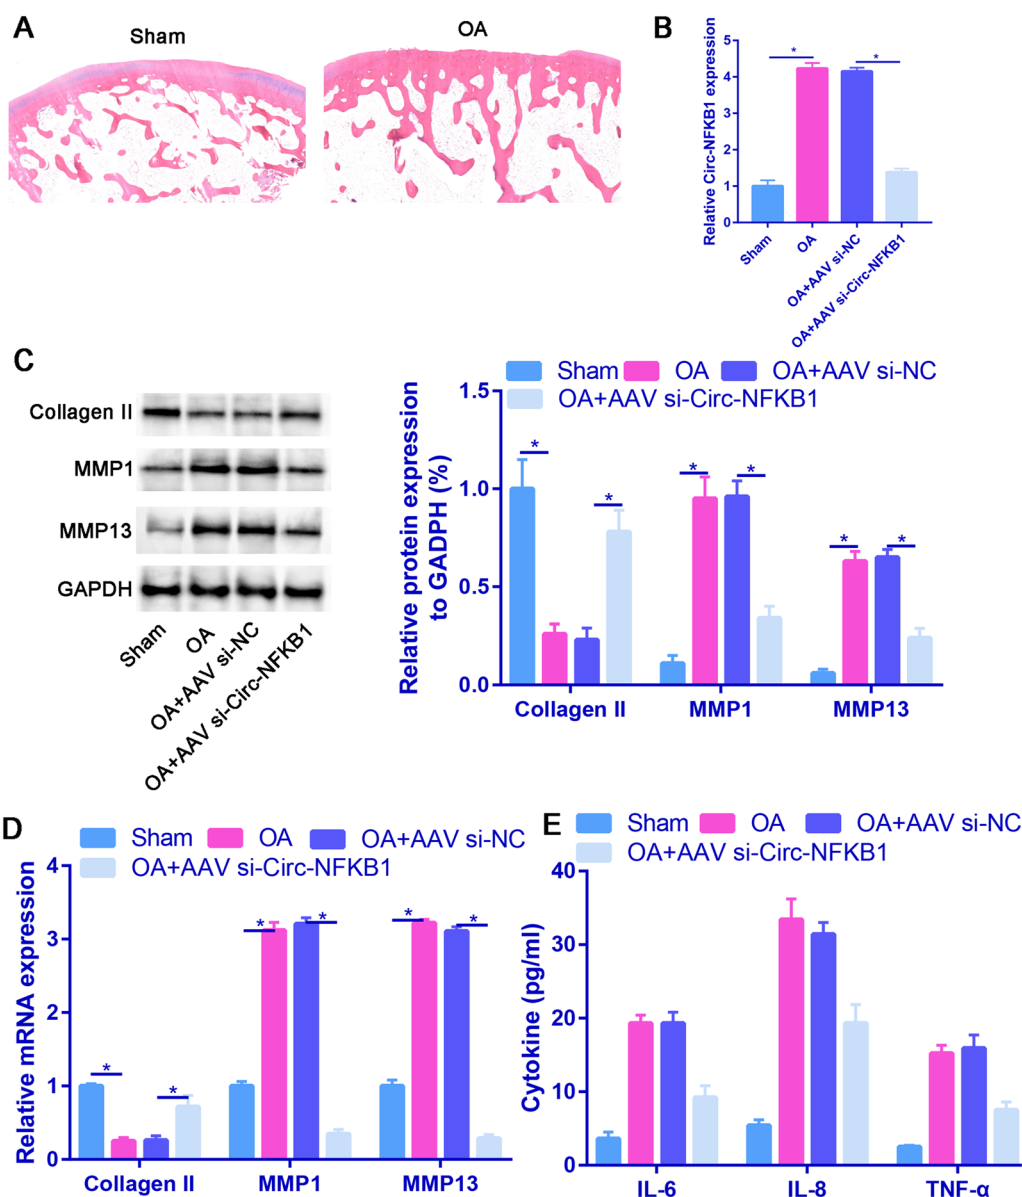 A
Sham
OA
B
Relative Circ-NFKB1 expression
5
4
3
2
1
0
*
*
Sham
OA
OA+AAV si-NC
OA+AAV si-Circ-NFKB1
C
Collagen II
MMP1
MMP13
GAPDH
Sham
OA
OA+AAV si-NC
OA+AAV si-Circ-NFKB1
Sham OA OA+AAV si-NC
OA+AAV si-Circ-NFKB1
Relative protein expression
to GADPH (%)
1.5
1.0
0.5
0.0
* * * * * *
Collagen II MMP1 MMP13
D
Sham OA OA+AAV si-NC
OA+AAV si-Circ-NFKB1
Relative mRNA expression
4
3
2
1
0
* * * * * *
Collagen II MMP1 MMP13
E
Sham OA OA+AAV si-NC
OA+AAV si-Circ-NFKB1
Cytokine (pg/ml)
40
30
20
10
0
IL-6 IL-8 TNF-α